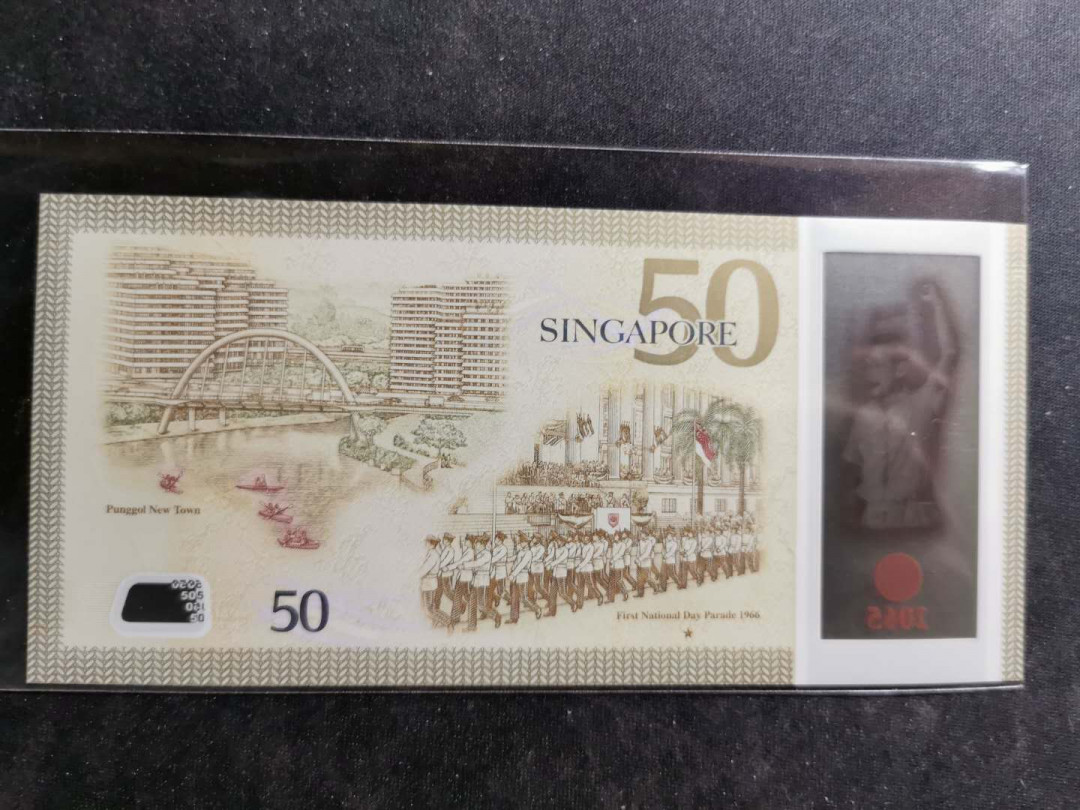 50
SINGAPORE
Punggol New Town
50
First National Day Parade 1966